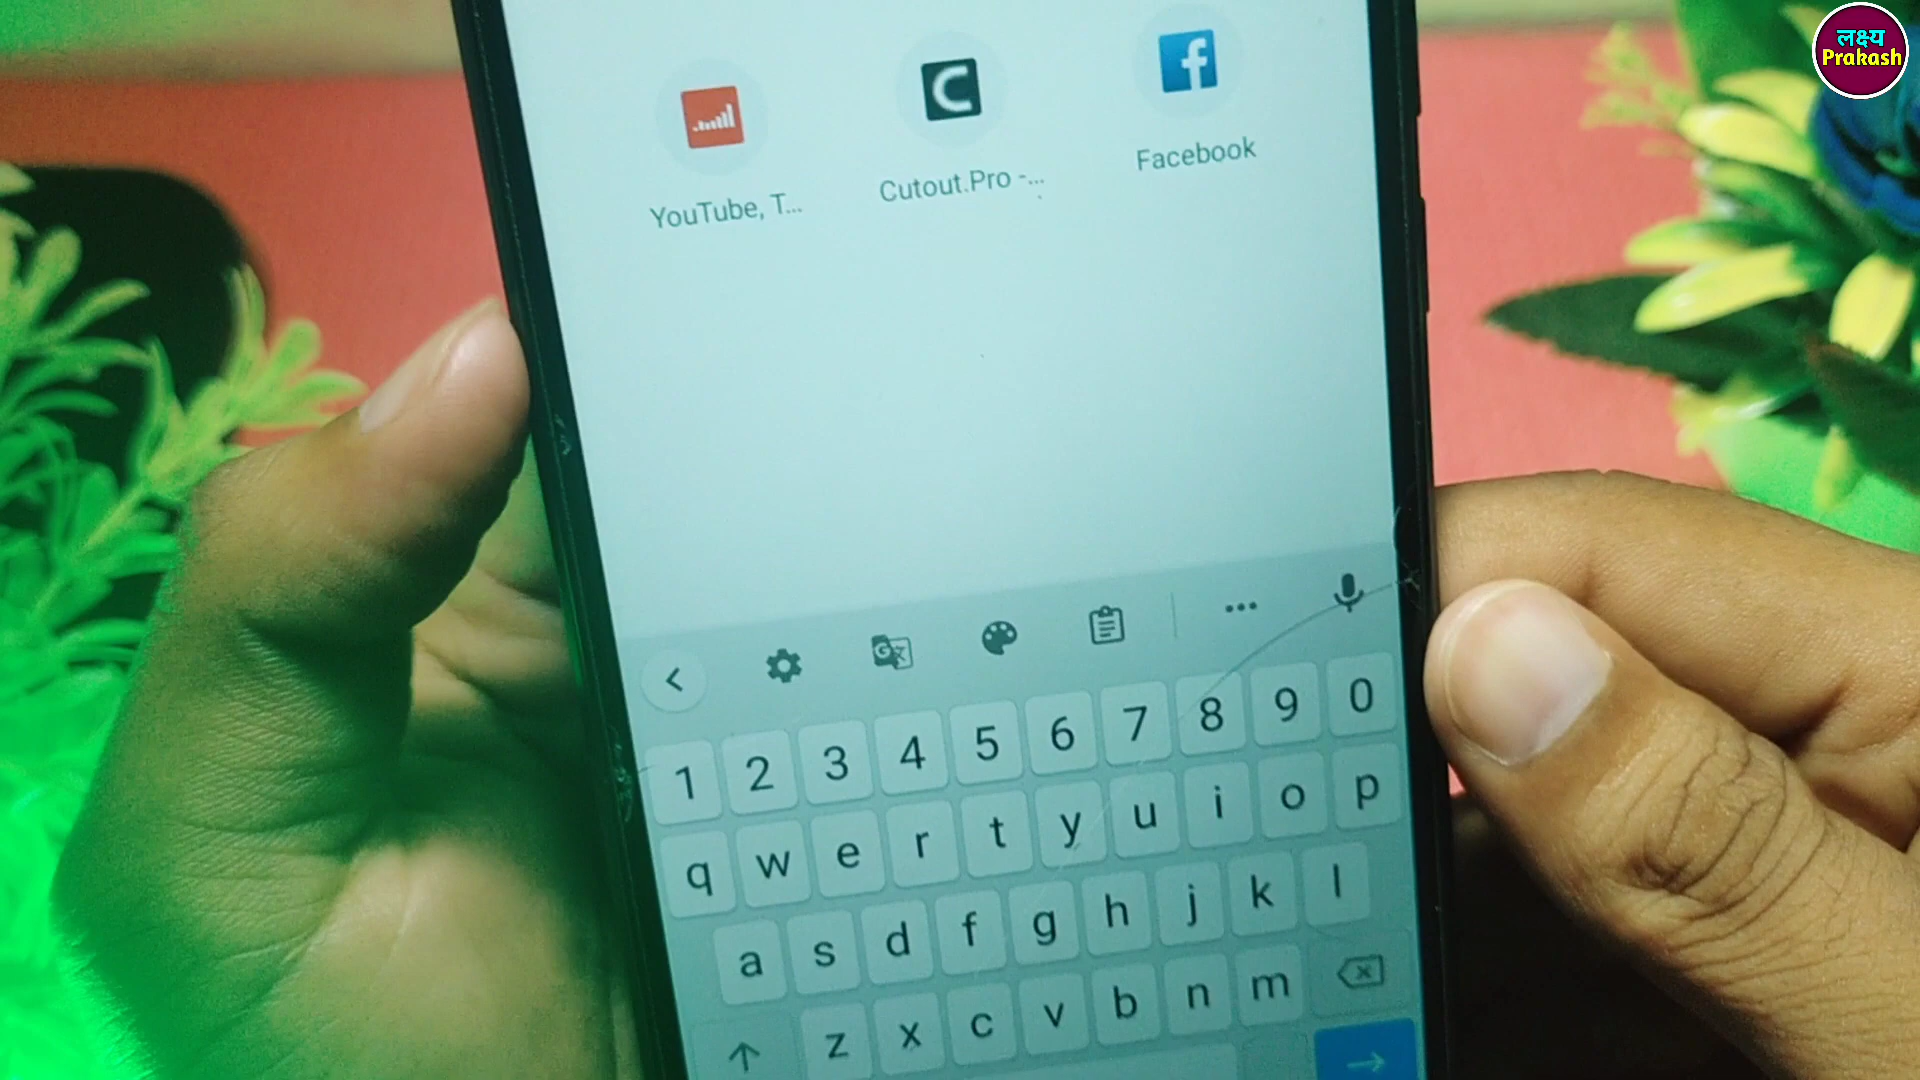 लक्ष्य
Prakash
YouTube, T...
Cutout.Pro -...
Facebook
1 2 3 4 5 6 7 8 9 0
q w e r t y u i o p
a s d f g h j k l
z x c v b n m